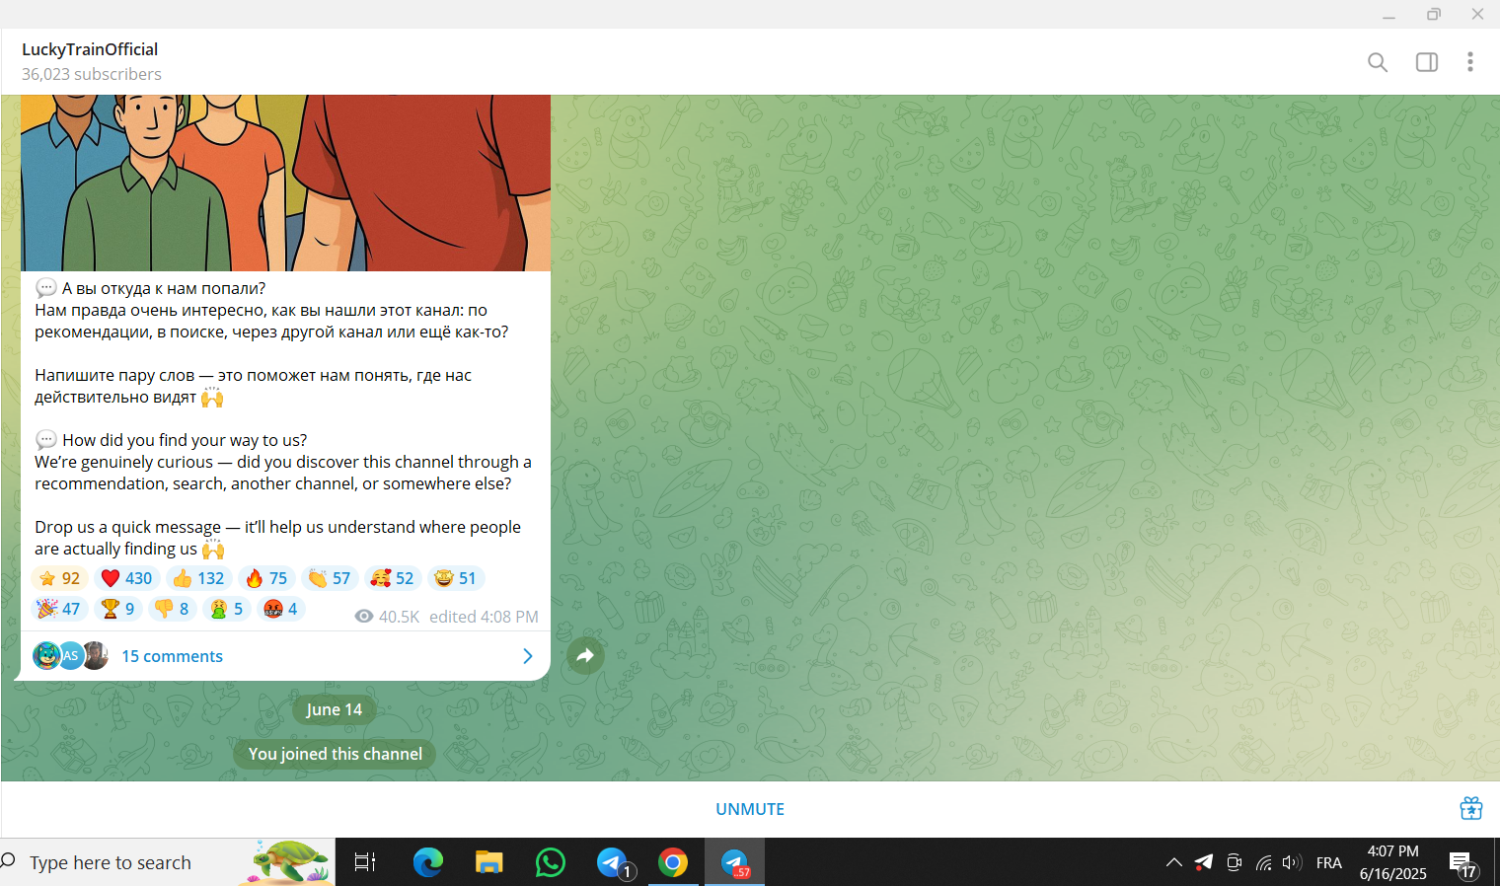 LuckyTrainOfficial
36,023 subscribers
💬 А вы откуда к нам попали?
Нам правда очень интересно, как вы нашли этот канал: по
рекомендации, в поиске, через другой канал или ещё как-то?
Напишите пару слов — это поможет нам понять, где нас
действительно видят 🙌
💬 How did you find your way to us?
We’re genuinely curious — did you discover this channel through a
recommendation, search, another channel, or somewhere else?
Drop us a quick message — it’ll help us understand where people
are actually finding us 🙌
⭐ 92 ❤️ 430 👍 132 🔥 75 👏 57 🥰 52 🤩 51
🎉 47 🏆 9 👎 8 🤮 5 🤬 4 40.5K edited 4:08 PM
AS 15 comments
June 14
You joined this channel
UNMUTE
Type here to search
1
..57
FRA
4:07 PM
6/16/2025
17